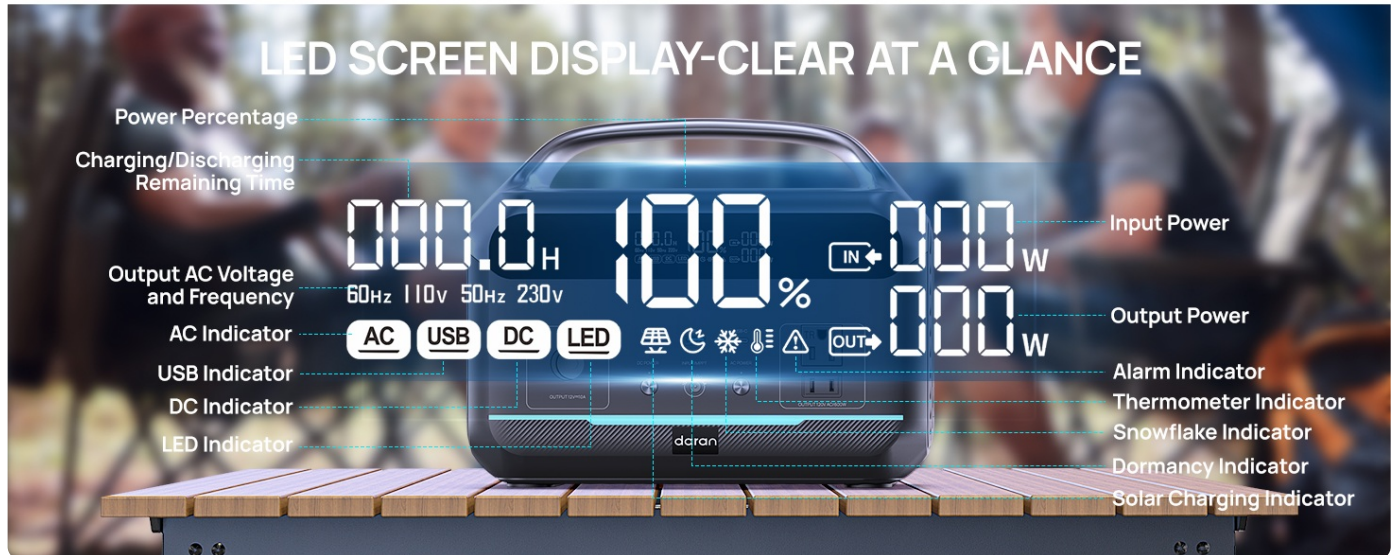 LED SCREEN DISPLAY-CLEAR AT A GLANCE
Power Percentage
Charging/Discharging
Remaining Time
Output AC Voltage
and Frequency
AC Indicator
USB Indicator
DC Indicator
LED Indicator
000.0H
100%
IN 000W
OUT 000W
60Hz 110v 50Hz 230v
AC USB DC LED
Input Power
Output Power
Alarm Indicator
Thermometer Indicator
Snowflake Indicator
Dormancy Indicator
Solar Charging Indicator
daran